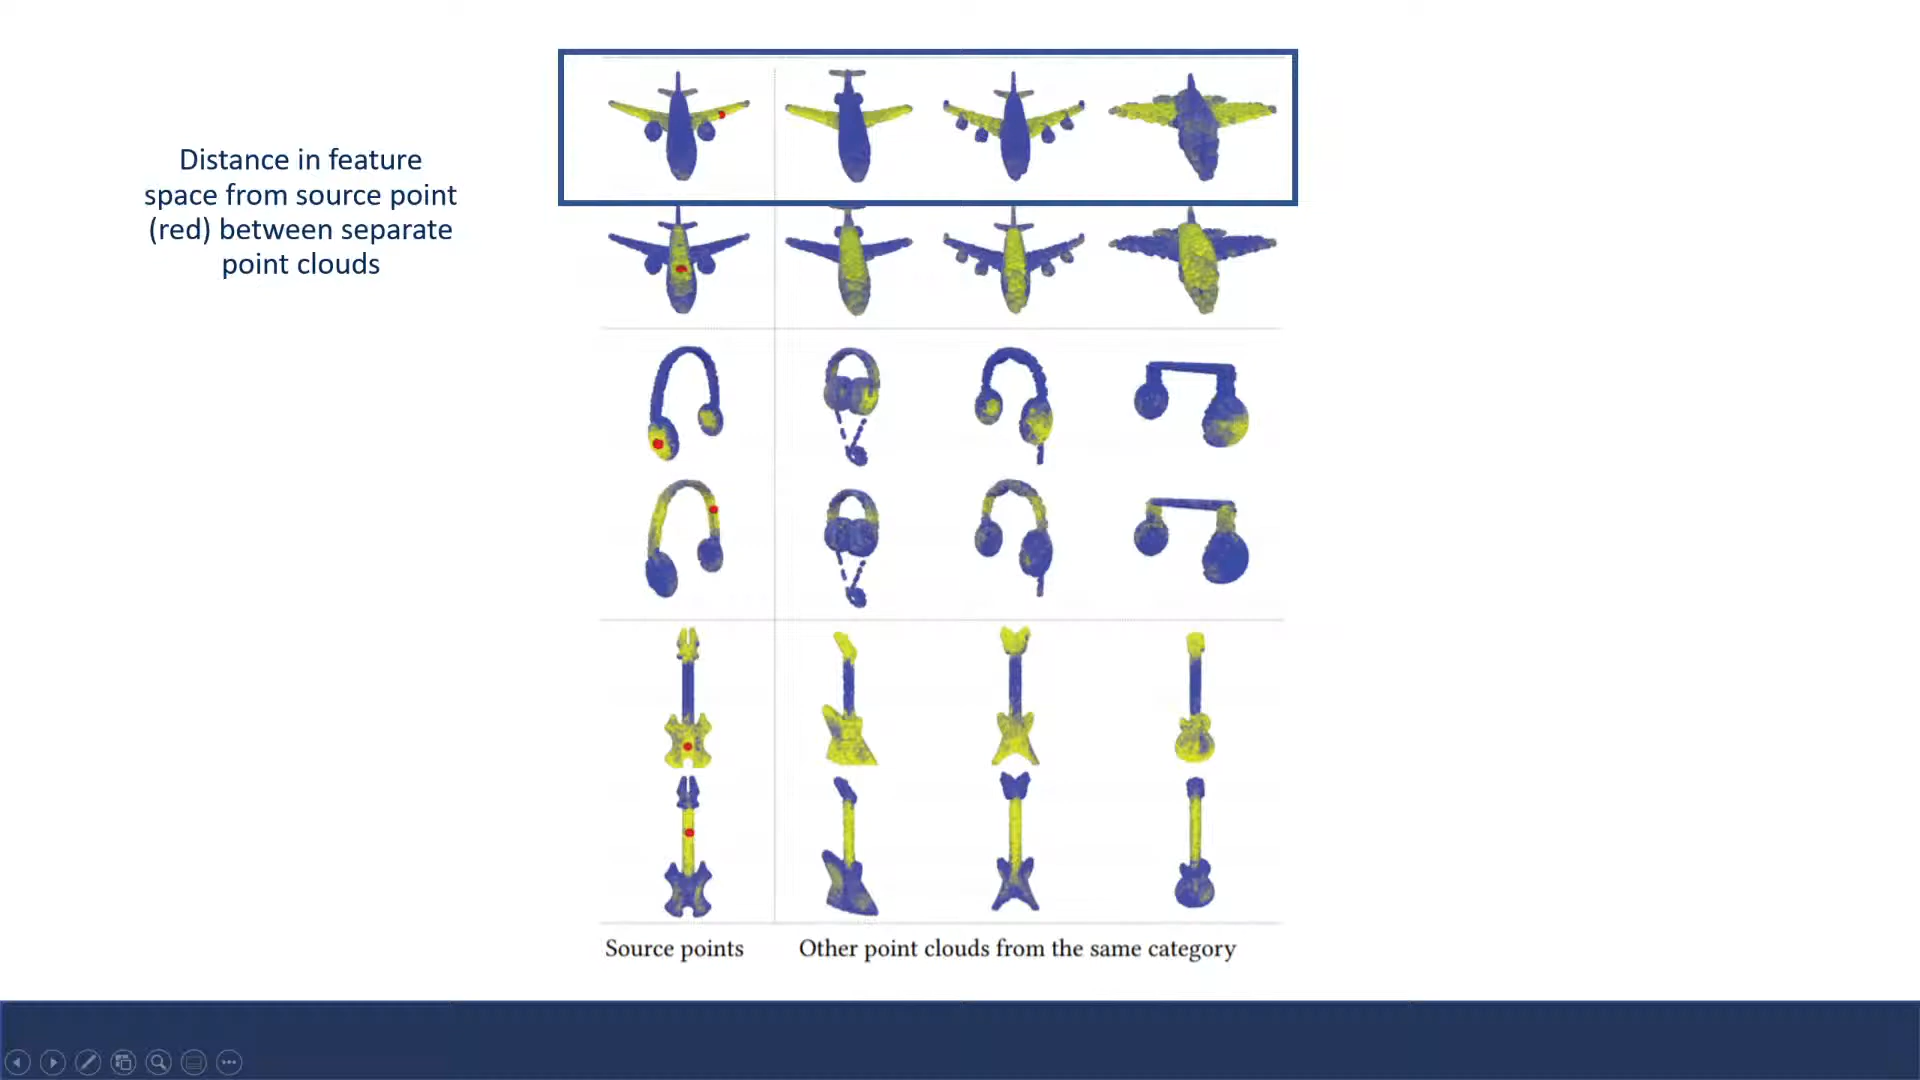 Distance in feature
space from source point
(red) between separate
point clouds
Source points
Other point clouds from the same category